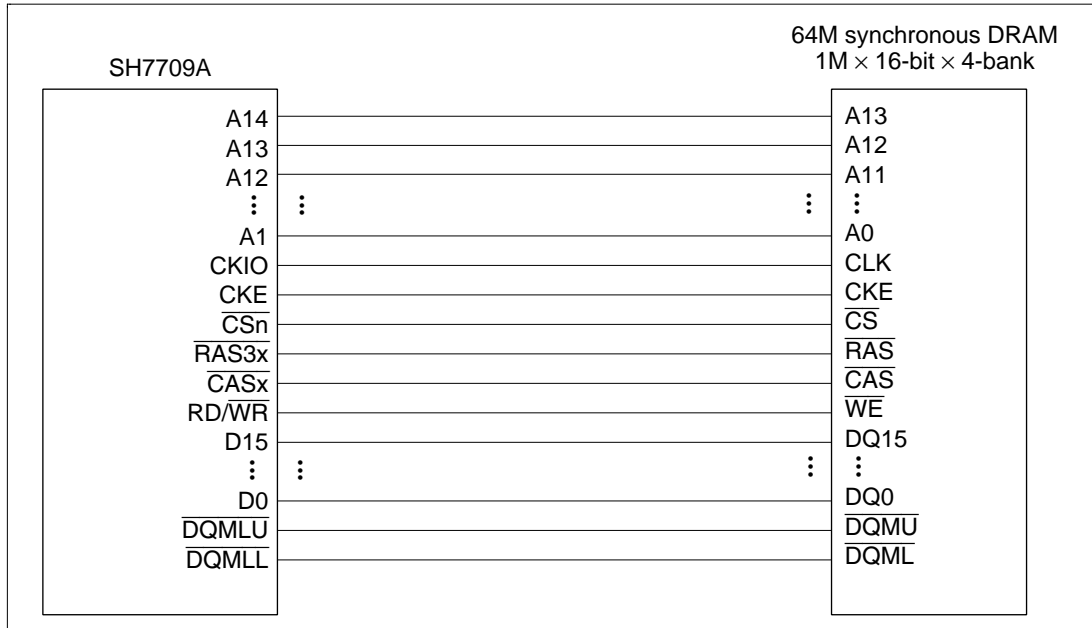 64M synchronous DRAM
1M × 16-bit × 4-bank
SH7709A
A14 A13
A13 A12
A12 A11
A1 A0
CKIO CLK
CKE CKE
CSn CS
RAS3x RAS
CASx CAS
RD/WR WE
D15 DQ15
D0 DQ0
DQMLU DQMU
DQMLL DQML